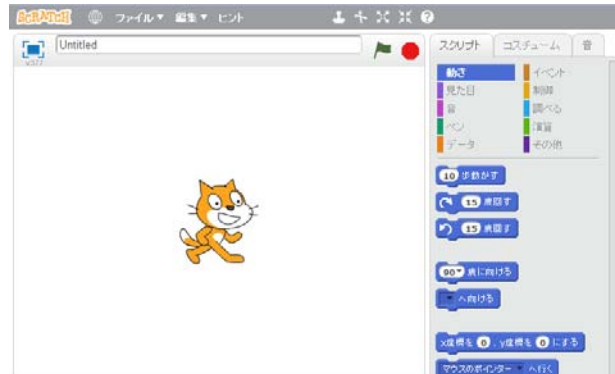 SCRATCH ファイル▼ 編集▼ ヒント
Untitled
v377
スクリプト コスチューム 音
動き イベント
見た目 制御
音 調べる
ペン 演算
データ その他
10 歩動かす
15 度回す
15 度回す
90▼ 度に向ける
▼ へ向ける
x座標を 0 、y座標を 0 にする
マウスのポインター ▼ へ行く